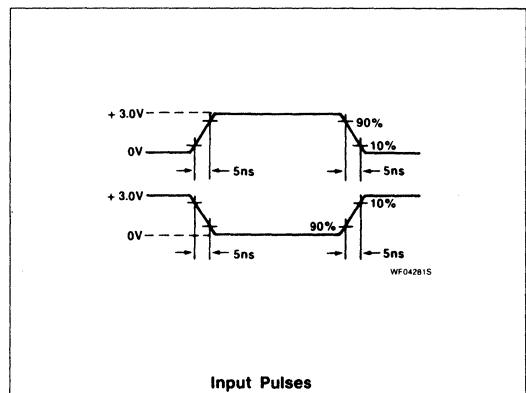 + 3.0V
90%
0V
10%
5ns
5ns
+ 3.0V
10%
0V
90%
5ns
5ns
WF04281S
Input Pulses